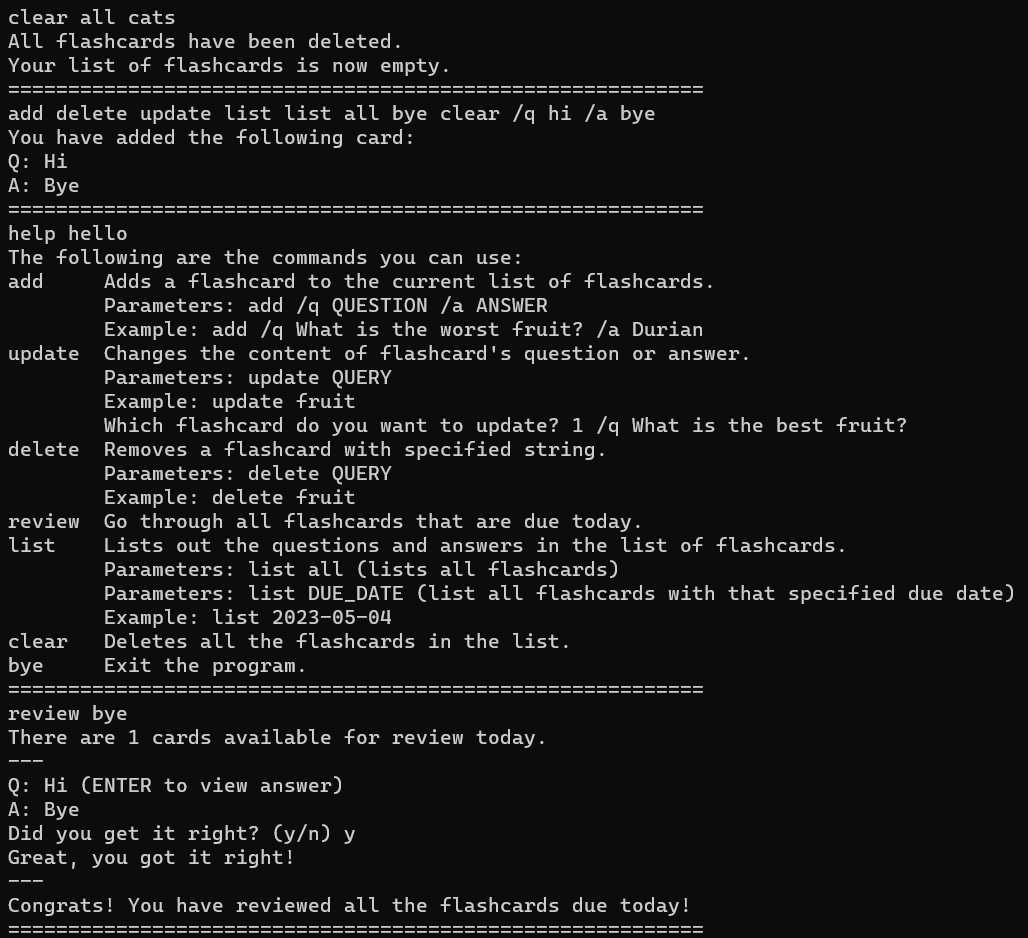 clear all cats
All flashcards have been deleted.
Your list of flashcards is now empty.
==========================================================
add delete update list list all bye clear /q hi /a bye
You have added the following card:
Q: Hi
A: Bye
==========================================================
help hello
The following are the commands you can use:
add     Adds a flashcard to the current list of flashcards.
        Parameters: add /q QUESTION /a ANSWER
        Example: add /q What is the worst fruit? /a Durian
update  Changes the content of flashcard's question or answer.
        Parameters: update QUERY
        Example: update fruit
        Which flashcard do you want to update? 1 /q What is the best fruit?
delete  Removes a flashcard with specified string.
        Parameters: delete QUERY
        Example: delete fruit
review  Go through all flashcards that are due today.
list    Lists out the questions and answers in the list of flashcards.
        Parameters: list all (lists all flashcards)
        Parameters: list DUE_DATE (list all flashcards with that specified due date)
        Example: list 2023-05-04
clear   Deletes all the flashcards in the list.
bye     Exit the program.
==========================================================
review bye
There are 1 cards available for review today.
---
Q: Hi (ENTER to view answer)
A: Bye
Did you get it right? (y/n) y
Great, you got it right!
---
Congrats! You have reviewed all the flashcards due today!
==========================================================